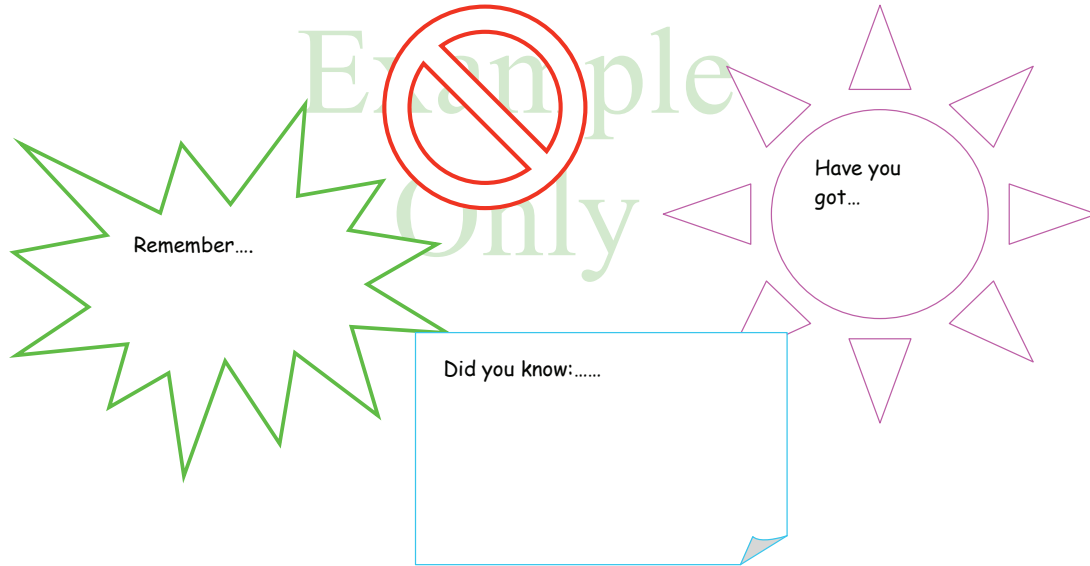 Example
Only
Remember....
Have you
got...
Did you know:......